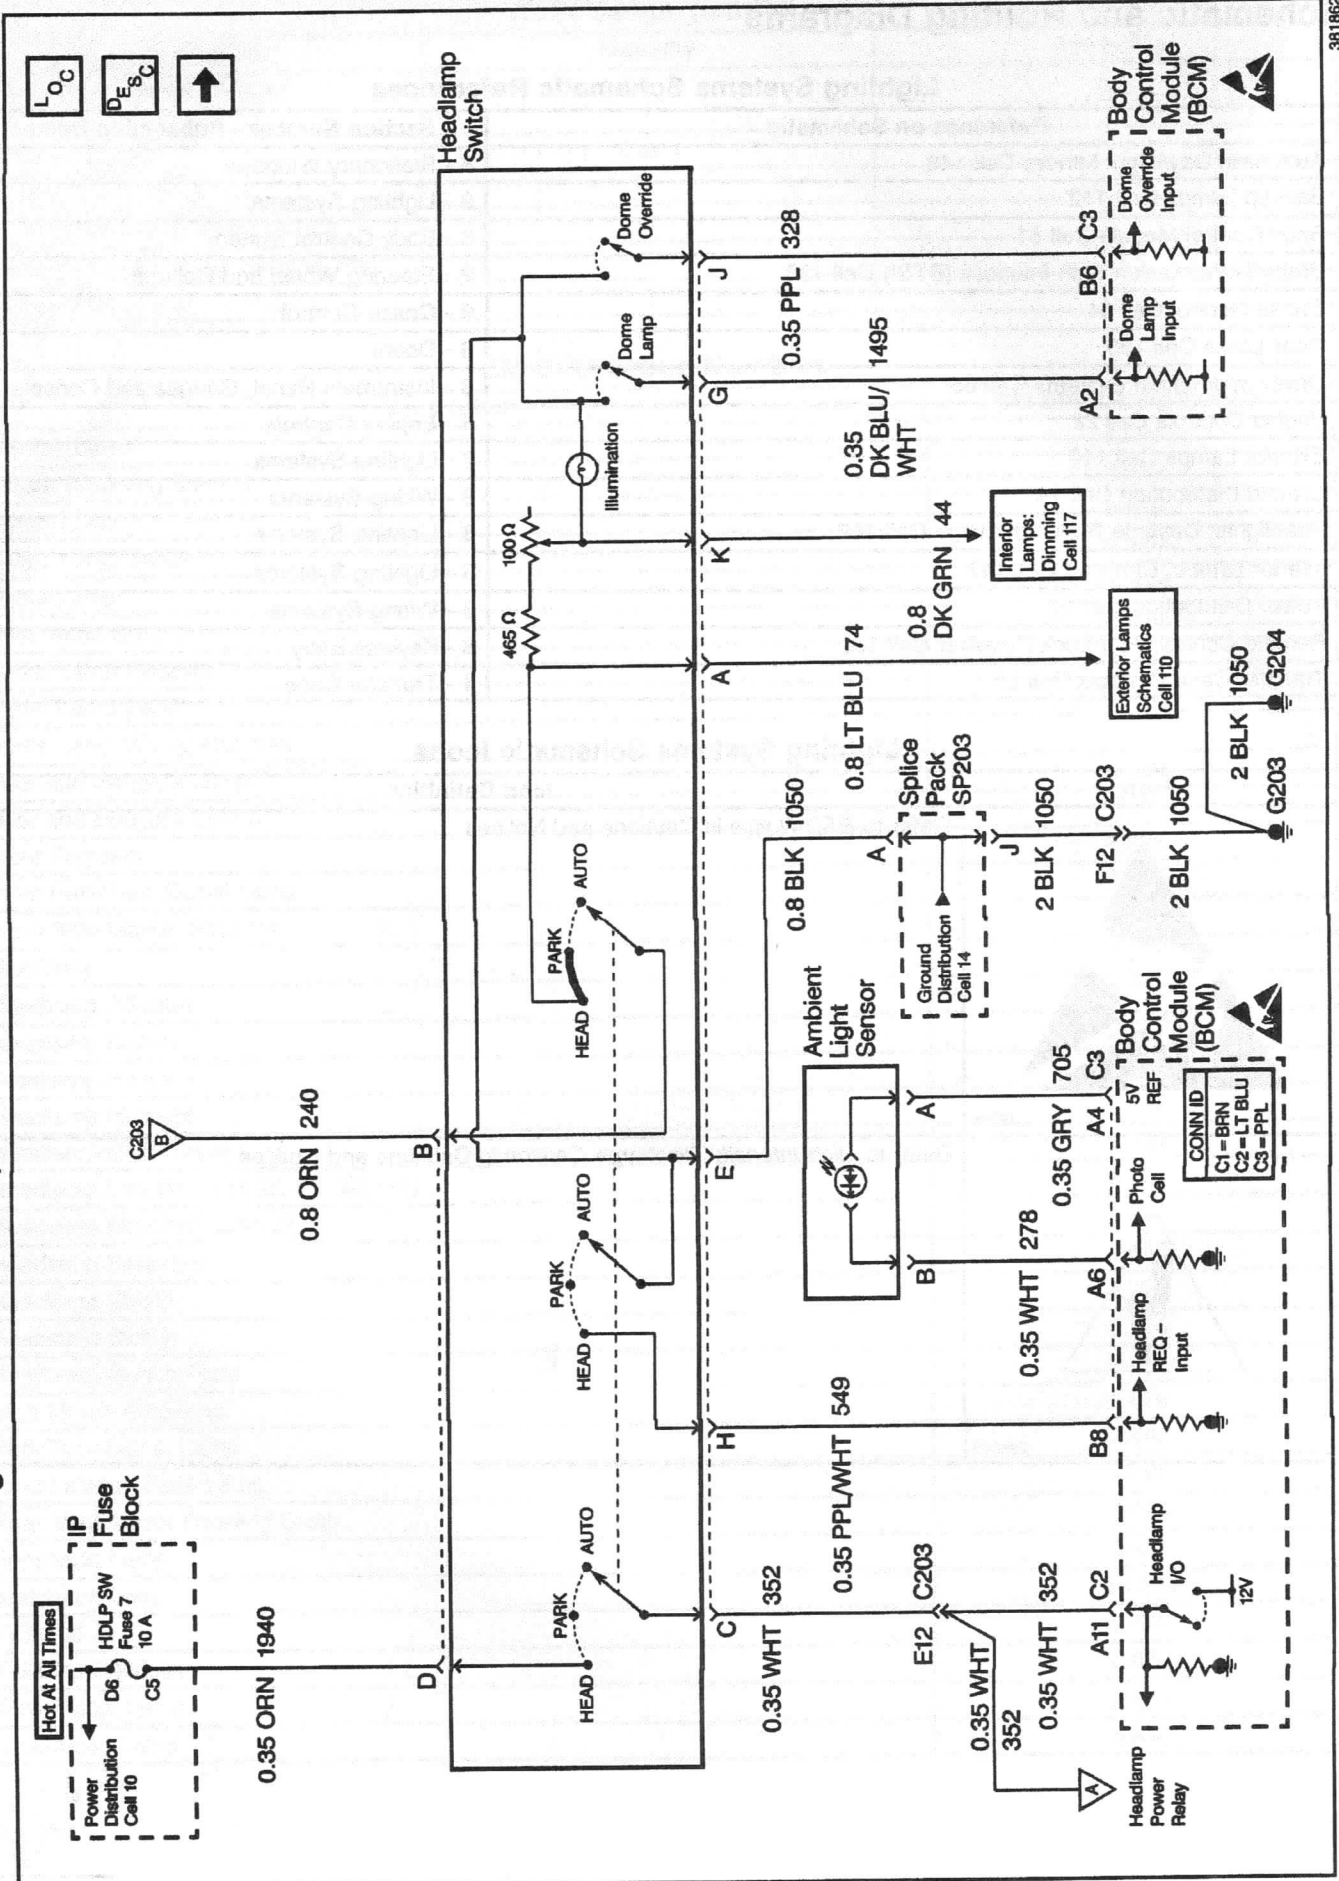 Hot At All Times
Power
Distribution
Cell 10
D6
HDLP SW
Fuse 7
10 A
C5
IP
Fuse
Block
C203
B
L O C
D E S C
0.35 ORN 1940
0.8 ORN 240
D
B
Headlamp
Switch
HEAD
PARK
AUTO
HEAD
PARK
AUTO
HEAD
PARK
AUTO
465 Ω
100 Ω
Illumination
Dome
Lamp
Dome
Override
C
H
E
A
K
G
J
0.35 WHT 352
0.35 PPL/WHT 549
0.8 BLK 1050
0.8 LT BLU 74
0.8
DK GRN 44
0.35
DK BLU/ 1495
WHT
0.35 PPL 328
E12
C203
0.35 WHT
352
0.35 WHT 352
A
Ambient
Light
Sensor
B
A
0.35 WHT 278
0.35 GRY 705
A
Splice
Pack
SP203
Ground
Distribution
Cell 14
J
2 BLK 1050
F12
C203
2 BLK 1050
2 BLK 1050
G203
G204
Exterior Lamps
Schematics
Cell 110
Interior
Lamps:
Dimming
Cell 117
A11
C2
B8
A6
A4
C3
Headlamp
Power
Relay
Headlamp
I/O
12V
Headlamp
REQ –
Input
Photo
Cell
5V
REF
Body
Control
Module
(BCM)
CONN ID
C1 = BRN
C2 = LT BLU
C3 = PPL
A2
B6
C3
Dome
Lamp
Input
Dome
Override
Input
Body
Control
Module
(BCM)
381862